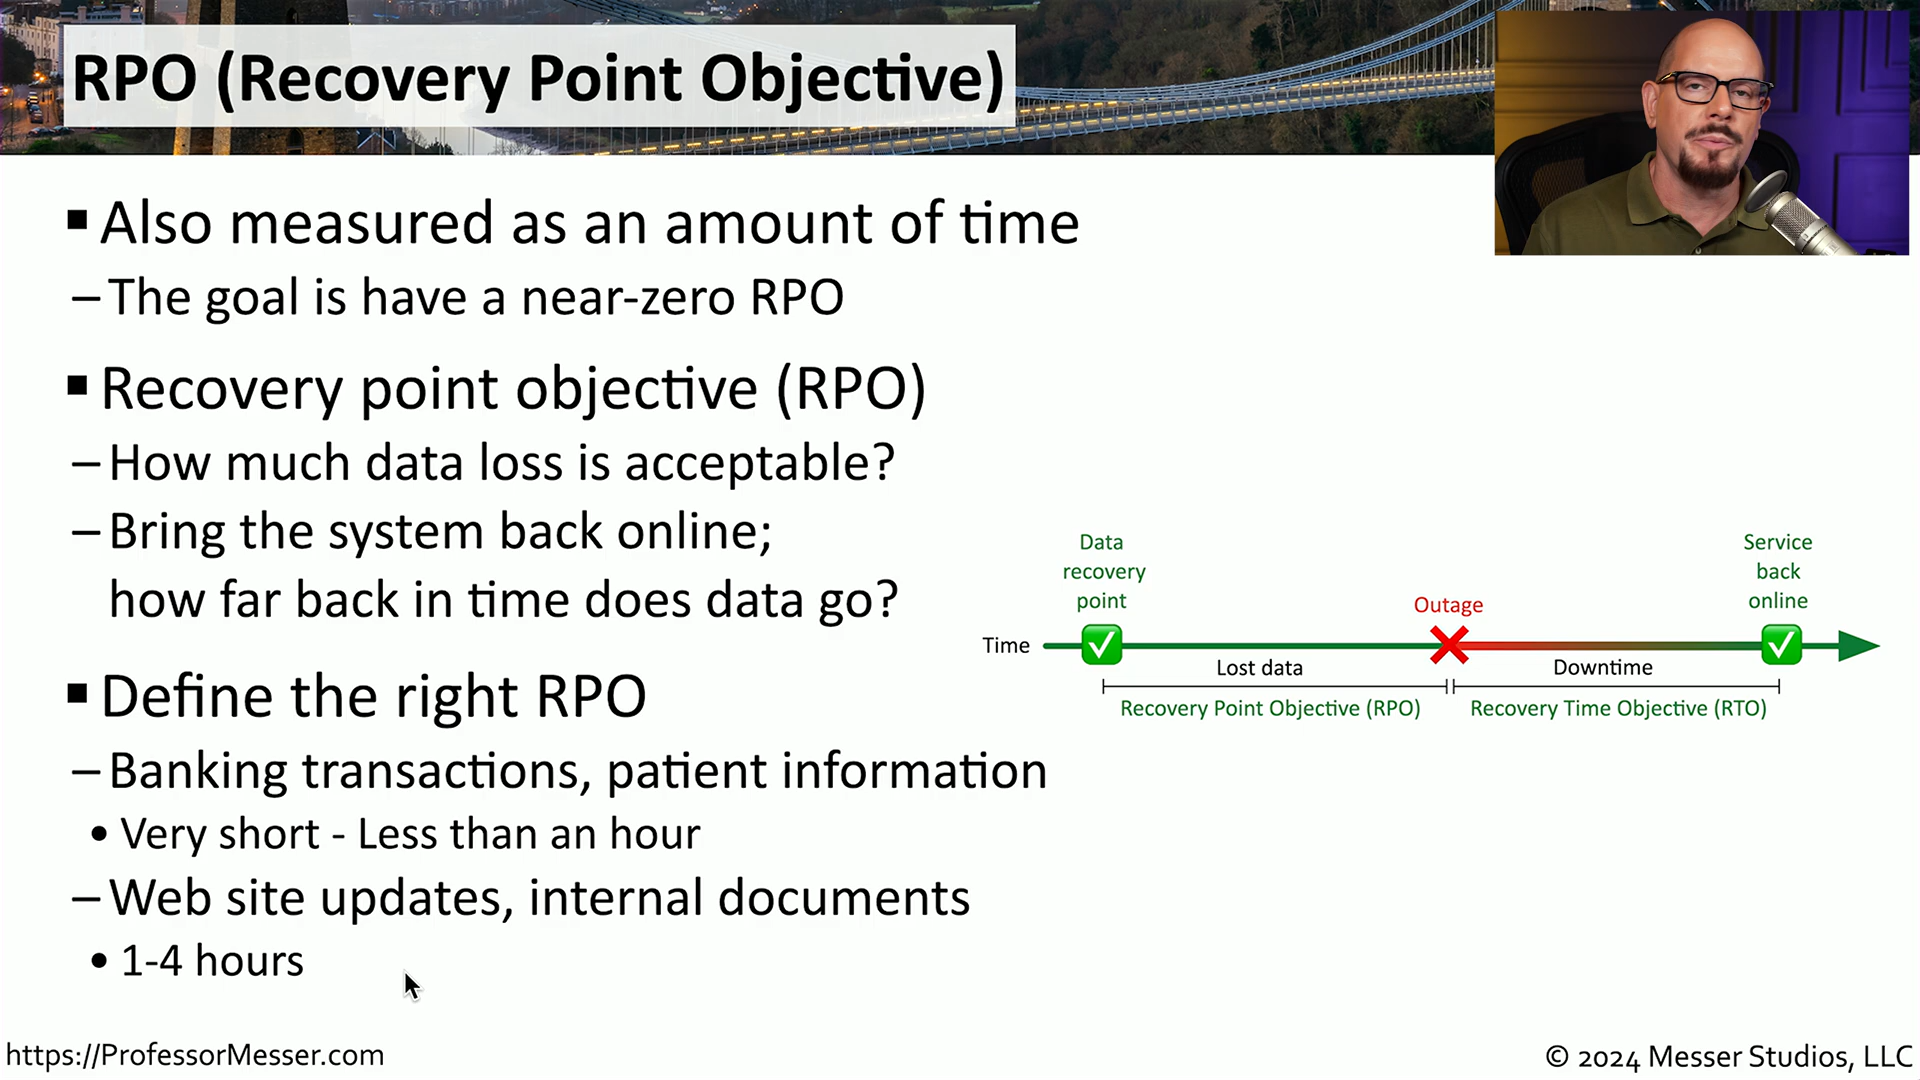 RPO (Recovery Point Objective)
▪ Also measured as an amount of time
– The goal is have a near-zero RPO
▪ Recovery point objective (RPO)
– How much data loss is acceptable?
– Bring the system back online;
how far back in time does data go?
▪ Define the right RPO
– Banking transactions, patient information
• Very short - Less than an hour
– Web site updates, internal documents
• 1-4 hours
Data
recovery
point
Outage
Service
back
online
Time
Lost data
Downtime
Recovery Point Objective (RPO)
Recovery Time Objective (RTO)
https://ProfessorMesser.com
© 2024 Messer Studios, LLC